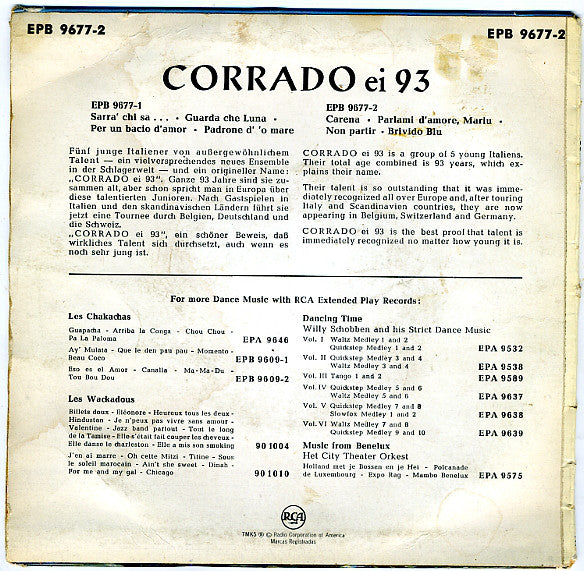 EPB 9677-2
EPB 9677-2
CORRADO ei 93
EPB 9677-1
Sarra' chi sa . . . • Guarda che Luna •
Per un bacio d'amor • Padrone d' 'o mare
EPB 9677-2
Carena • Parlami d'amore, Mariu •
Non partir • Brivido Blu
Fünf junge Italiener von außergewöhnlichem
Talent — ein vielversprechendes neues Ensemble
in der Schlagerwelt — und ein origineller Name:
„CORRADO ei 93". Ganze 93 Jahre sind sie zu-
sammen alt, aber schon spricht man in Europa über
diese talentierten Junioren. Nach Gastspielen in
Italien und den skandinavischen Ländern führt sie
jetzt eine Tournee durch Belgien, Deutschland und
die Schweiz.
„CORRADO ei 93", ein schöner Beweis, daß
wirkliches Talent sich durchsetzt, auch wenn es
noch sehr jung ist.
CORRADO ei 93 is a group of 5 young Italians.
Their total age combined is 93 years, which ex-
plains their name.
Their talent is so outstanding that it was imme-
diately recognized all over Europe and, after touring
Italy and Scandinavien countries, they are now
appearing in Belgium, Switzerland and Germany.
CORRADO ei 93 is the best proof that talent is
immediately recognized no matter how young it is.
For more Dance Music with RCA Extended Play Records:
Les Chakachas
Guapacha - Arriba la Conga - Chou Chou -
Pa La Paloma EPA 9646
Ay' Mulata - Que le den pau pau - Momento -
Beau Coco EPB 9609-1
Eso es el Amor - Canalla - Ma-Ma-Du -
Tou Bou Dou EPB 9609-2
Les Wackadous
Billets doux - Eléonore - Heureux tous les deux -
Hinduston - Je n'peux pas vivre sens amour -
Valentine - Jazz band partout - Tout le long
de la Tamise - Elle s'était fait couper les cheveux -
Elle danse le charleston - Elle a mis son smoking 901004
J'en ai marre - Oh cette Mitzi - Titine - Sous
le soleil marocain - Ain't she sweet - Dinah -
For me and my gal - Chicago 901010
Dancing Time
Willy Schobben and his Strict Dance Music
Vol. I Waltz Medley 1 and 2
Quickstep Medley 1 and 2 EPA 9532
Vol. II Quickstep Medley 3 and 4
Waltz Medley 3 and 4 EPA 9538
Vol. III Tango 1 and 2 EPA 9589
Vol. IV Quickstep Medley 5 and 6
Waltz Medley 5 and 6 EPA 9637
Vol. V Quickstep Medley 7 and 8
Slowfox Medley 1 and 2 EPA 9638
Vol. VI Waltz Medley 7 and 8
Quickstep Medley 9 and 10 EPA 9639
Music from Benelux
Het City Theater Orkest
Holland met je Bossen en je Hei - Polcanade
de Luxembourg - Expo Rag - Mambo Benelux EPA 9575
RCA
TMKS ® © Radio Corporation of America
Marcas Registradas